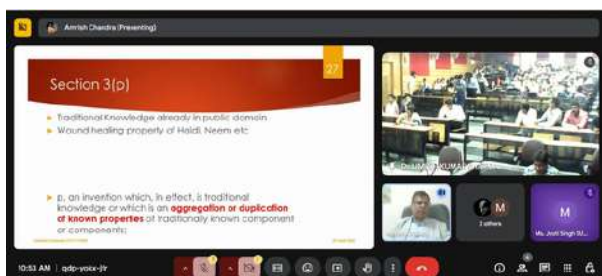 Amrish Chandra (Presenting)
27
Section 3(p)
Traditional Knowledge already in public domain
Wound healing property of Haldi, Neem etc
p, an invention which, in effect, is traditional
knowledge or which is an aggregation or duplication
of known properties of traditionally known component
or components;
M
2 others
M
Ms. Jyoti Singh
10:53 AM | qdp-yoxx-jfr